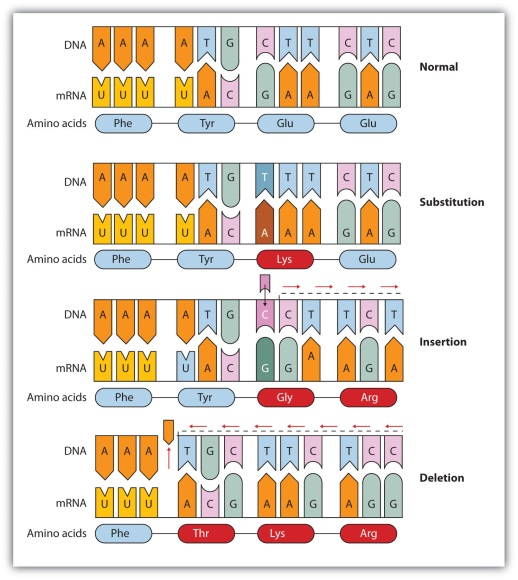 DNA A A A A T G C T T C T C
Normal
mRNA U U U U A C G A A G A G
Amino acids Phe Tyr Glu Glu
DNA A A A A T G T T T C T C
Substitution
mRNA U U U U A C A A A G A G
Amino acids Phe Tyr Lys Glu
DNA A A A A T G C C T T C T
Insertion
mRNA U U U U A C G G A A G A
Amino acids Phe Tyr Gly Arg
DNA A A A T G C T T C T C C
Deletion
mRNA U U U A C G A A G A G G
Amino acids Phe Thr Lys Arg